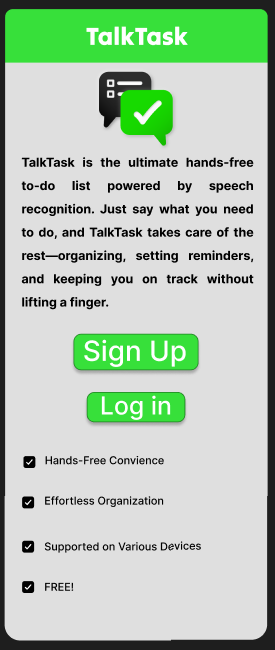 TalkTask
TalkTask is the ultimate hands-free
to-do list powered by speech
recognition. Just say what you need
to do, and TalkTask takes care of the
rest—organizing, setting reminders,
and keeping you on track without
lifting a finger.
Sign Up
Log in
Hands-Free Convience
Effortless Organization
Supported on Various Devices
FREE!